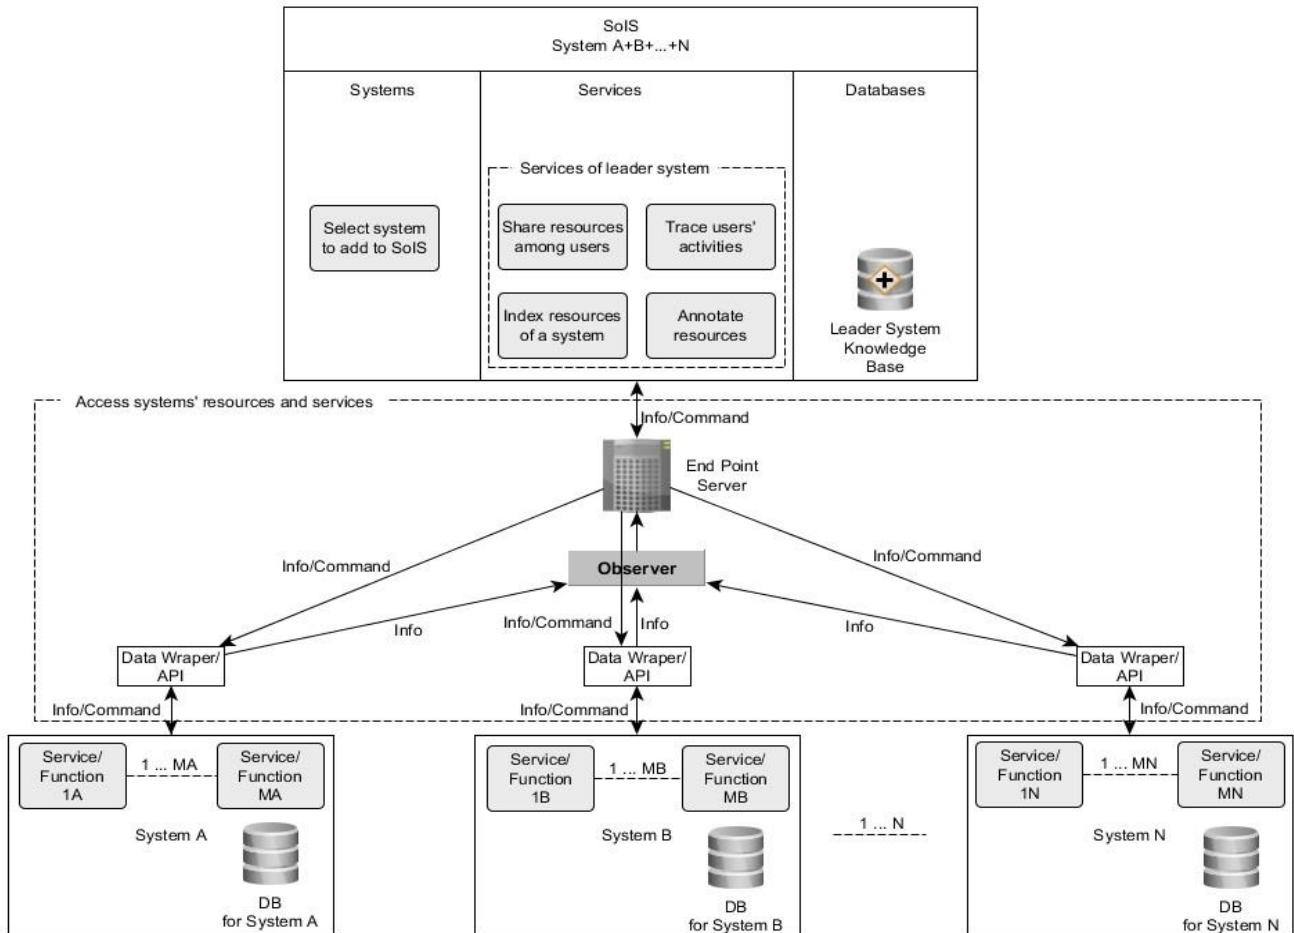 SoIS
System A+B+...+N
Systems
Services
Databases
Services of leader system
Select system
to add to SoIS
Share resources
among users
Trace users'
activities
Index resources
of a system
Annotate
resources
Leader System
Knowledge
Base
Access systems' resources and services
Info/Command
End Point
Server
Info/Command
Info/Command
Observer
Info
Info/Command
Info
Info
Data Wraper/
API
Data Wraper/
API
Data Wraper/
API
Info/Command
Info/Command
Info/Command
Service/
Function
1A
1 ... MA
Service/
Function
MA
System A
DB
for System A
Service/
Function
1B
1 ... MB
Service/
Function
MB
System B
DB
for System B
1 ... N
Service/
Function
1N
1 ... MN
Service/
Function
MN
System N
DB
for System N